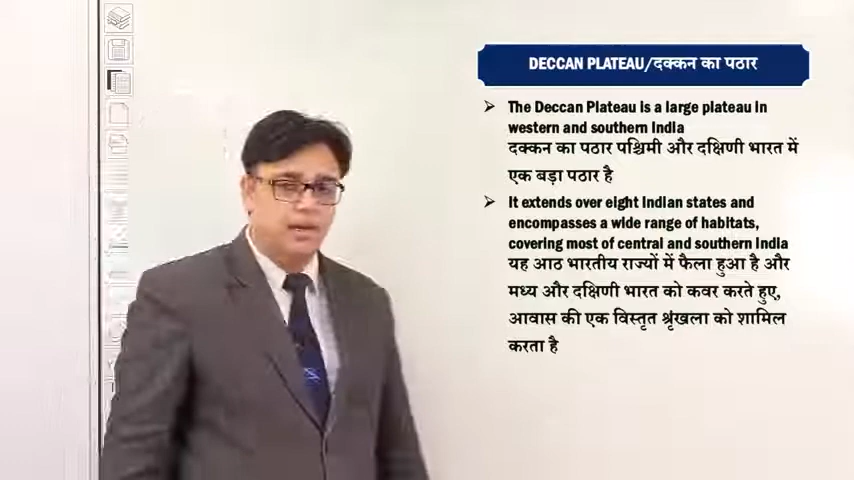 DECCAN PLATEAU/दक्कन का पठार
➢ The Deccan Plateau is a large plateau in
western and southern India
दक्कन का पठार पश्चिमी और दक्षिणी भारत में
एक बड़ा पठार है
➢ It extends over eight Indian states and
encompasses a wide range of habitats,
covering most of central and southern India
यह आठ भारतीय राज्यों में फैला हुआ है और
मध्य और दक्षिणी भारत को कवर करते हुए,
आवास की एक विस्तृत श्रृंखला को शामिल
करता है